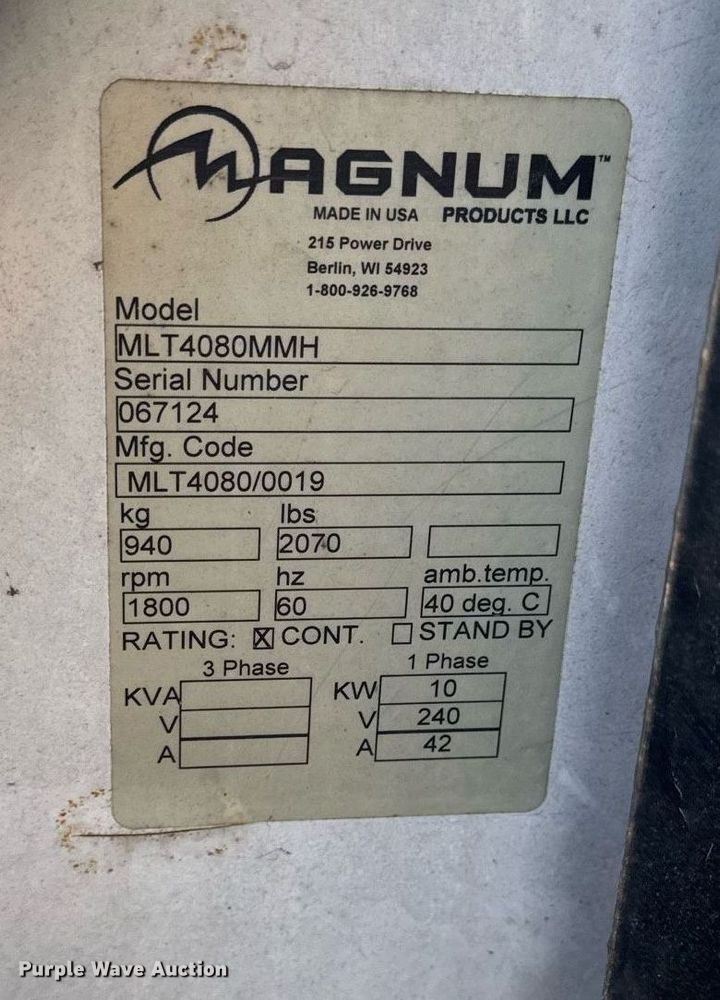 MAGNUM™
MADE IN USA PRODUCTS LLC
215 Power Drive
Berlin, WI 54923
1-800-926-9768
Model
MLT4080MMH
Serial Number
067124
Mfg. Code
MLT4080/0019
kg lbs
940 2070
rpm hz amb.temp.
1800 60 40 deg. C
RATING: ☒ CONT. ☐ STAND BY
3 Phase 1 Phase
KVA KW 10
V V 240
A A 42
Purple Wave Auction